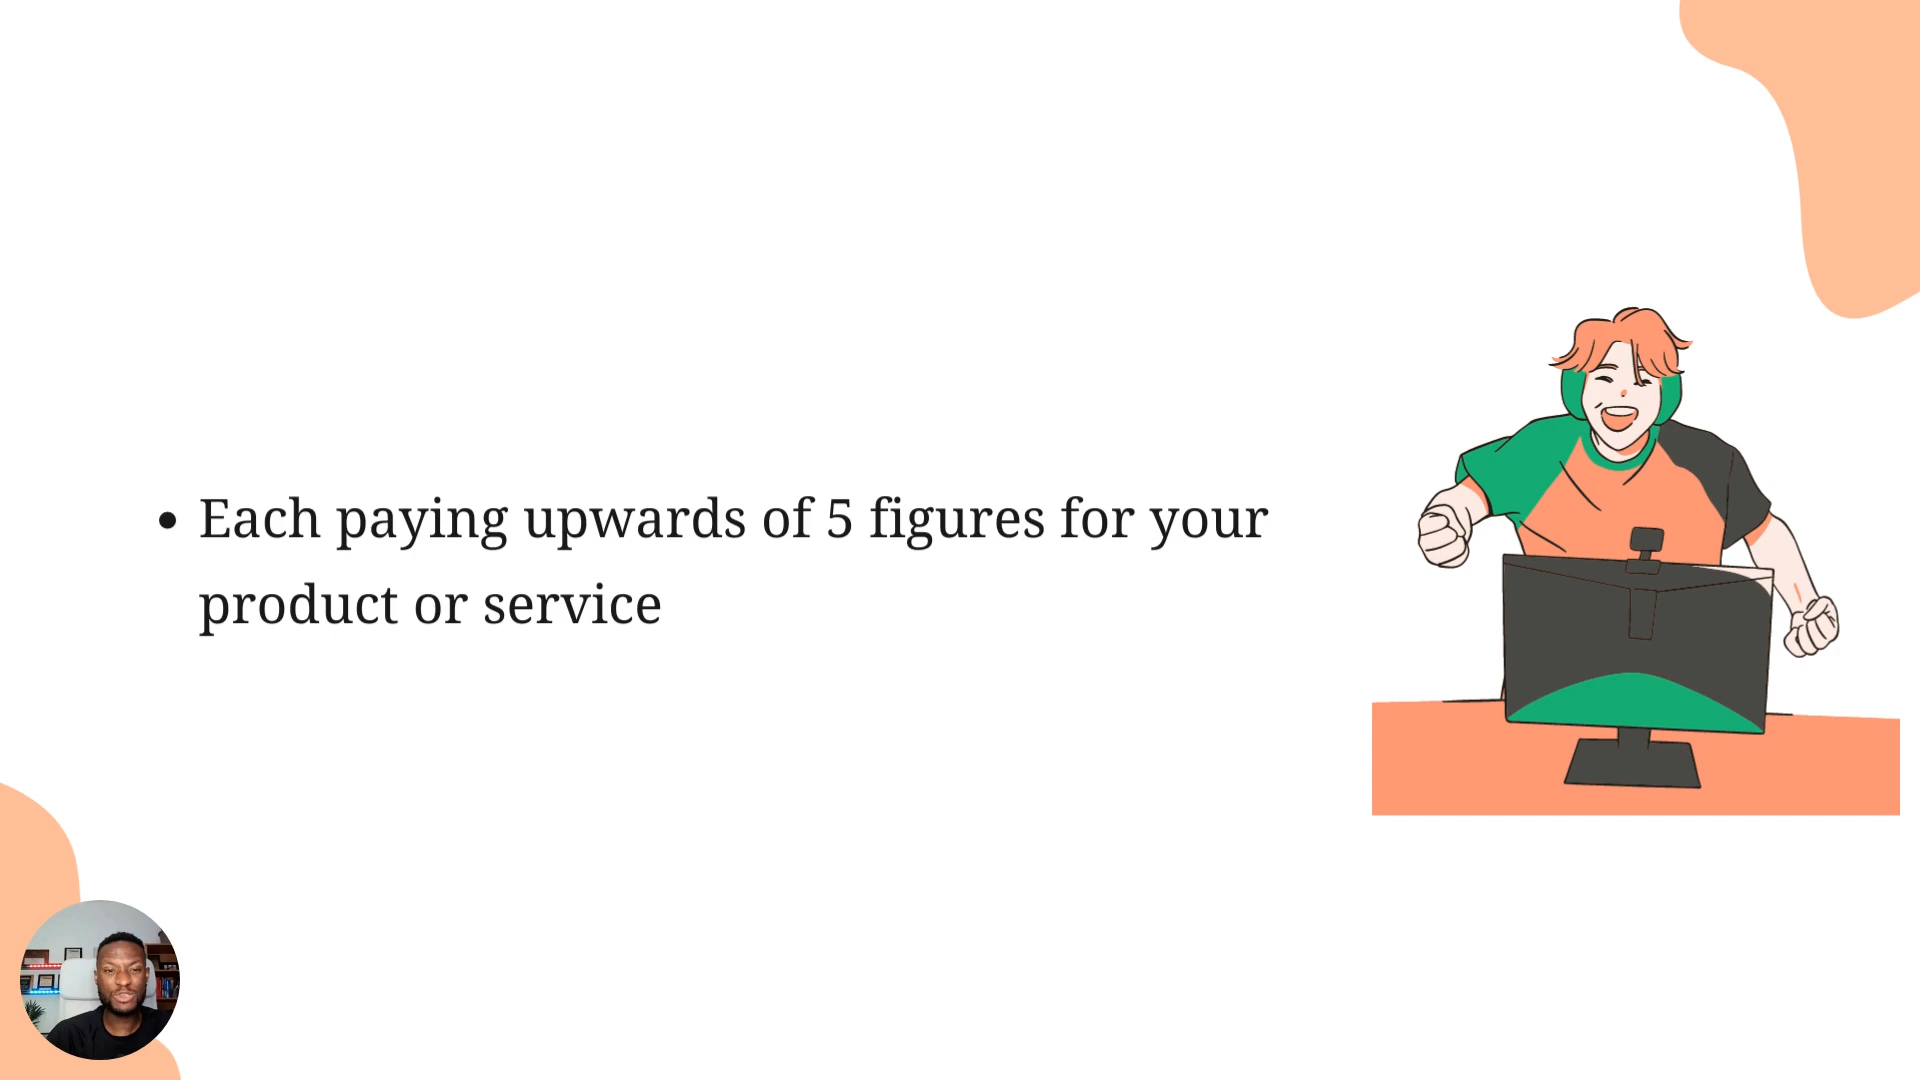 • Each paying upwards of 5 figures for your
product or service